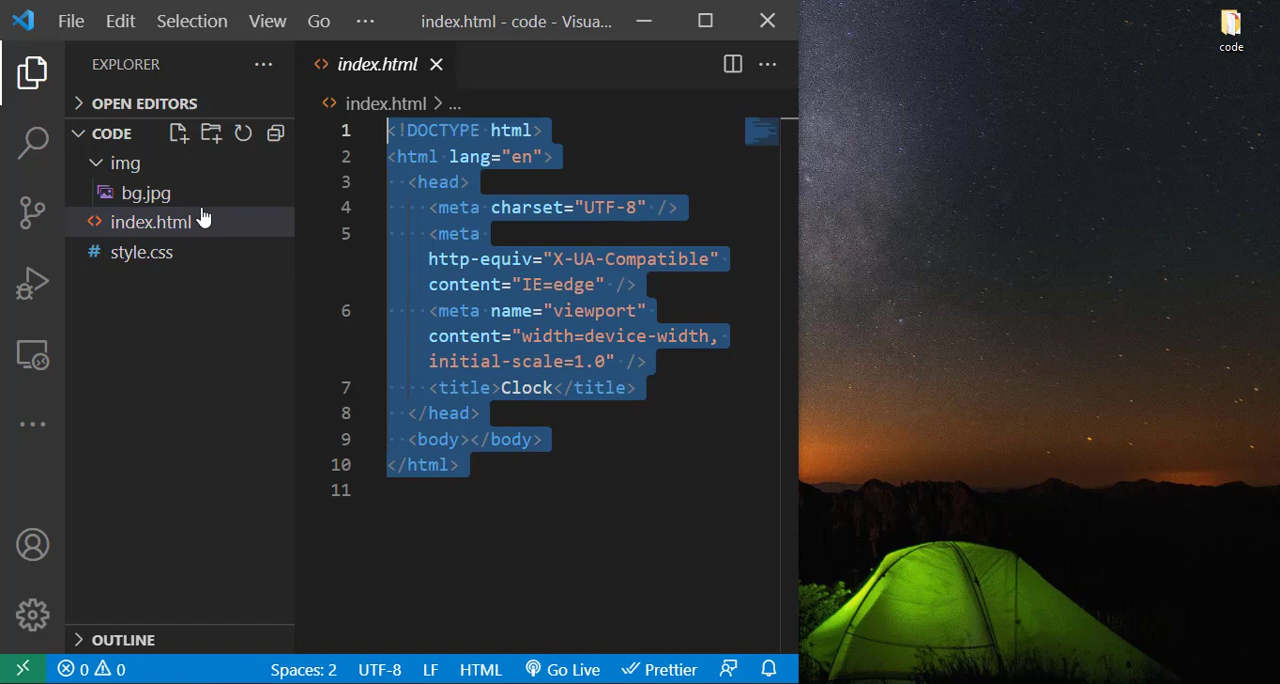 File Edit Selection View Go ··· index.html - code - Visua...
EXPLORER ···
OPEN EDITORS
CODE
img
bg.jpg
index.html
style.css
OUTLINE
index.html
index.html > ...
1 <!DOCTYPE html>
2 <html lang="en">
3 <head>
4 <meta charset="UTF-8" />
5 <meta
http-equiv="X-UA-Compatible"
content="IE=edge" />
6 <meta name="viewport"
content="width=device-width,
initial-scale=1.0" />
7 <title>Clock</title>
8 </head>
9 <body></body>
10 </html>
11
0 0 Spaces: 2 UTF-8 LF HTML Go Live Prettier
code